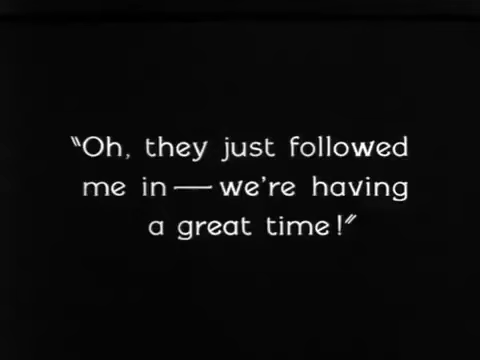 "Oh, they just followed
me in — we're having
a great time!"